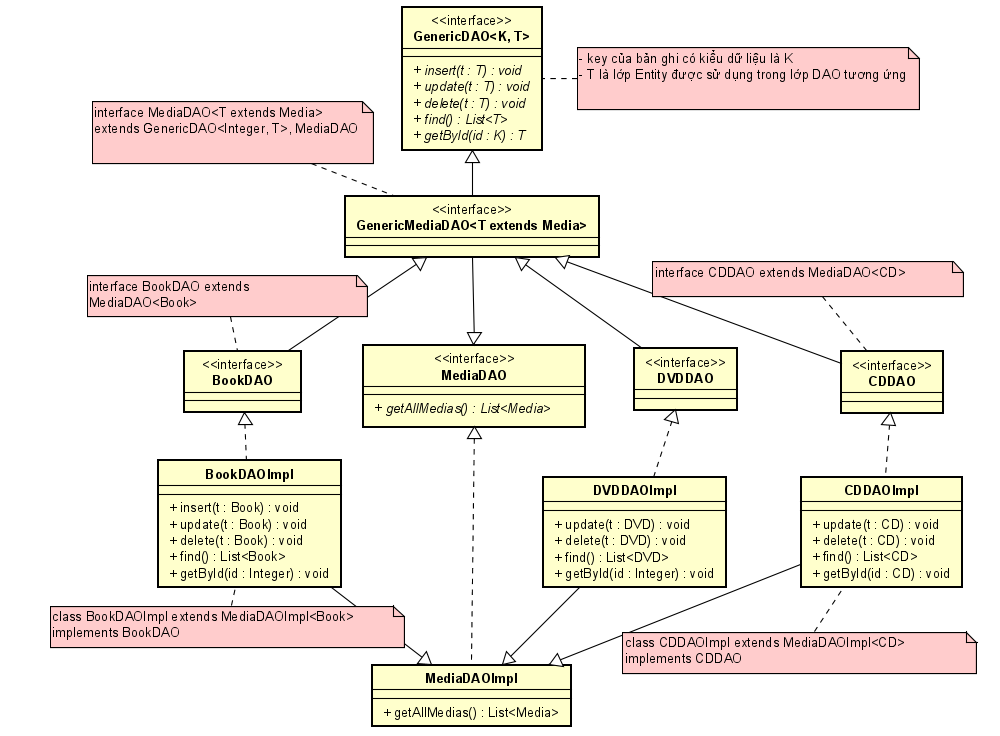 <<interface>>
GenericDAO<K, T>
+ insert(t : T) : void
+ update(t : T) : void
+ delete(t : T) : void
+ find() : List<T>
+ getById(id : K) : T
- key của bản ghi có kiểu dữ liệu là K
- T là lớp Entity được sử dụng trong lớp DAO tương ứng
interface MediaDAO<T extends Media>
extends GenericDAO<Integer, T>, MediaDAO
<<interface>>
GenericMediaDAO<T extends Media>
interface BookDAO extends
MediaDAO<Book>
interface CDDAO extends MediaDAO<CD>
<<interface>>
BookDAO
<<interface>>
MediaDAO
+ getAllMedias() : List<Media>
<<interface>>
DVDDAO
<<interface>>
CDDAO
BookDAOImpl
+ insert(t : Book) : void
+ update(t : Book) : void
+ delete(t : Book) : void
+ find() : List<Book>
+ getById(id : Integer) : void
DVDDAOImpl
+ update(t : DVD) : void
+ delete(t : DVD) : void
+ find() : List<DVD>
+ getById(id : Integer) : void
CDDAOImpl
+ update(t : CD) : void
+ delete(t : CD) : void
+ find() : List<CD>
+ getById(id : CD) : void
class BookDAOImpl extends MediaDAOImpl<Book>
implements BookDAO
class CDDAOImpl extends MediaDAOImpl<CD>
implements CDDAO
MediaDAOImpl
+ getAllMedias() : List<Media>